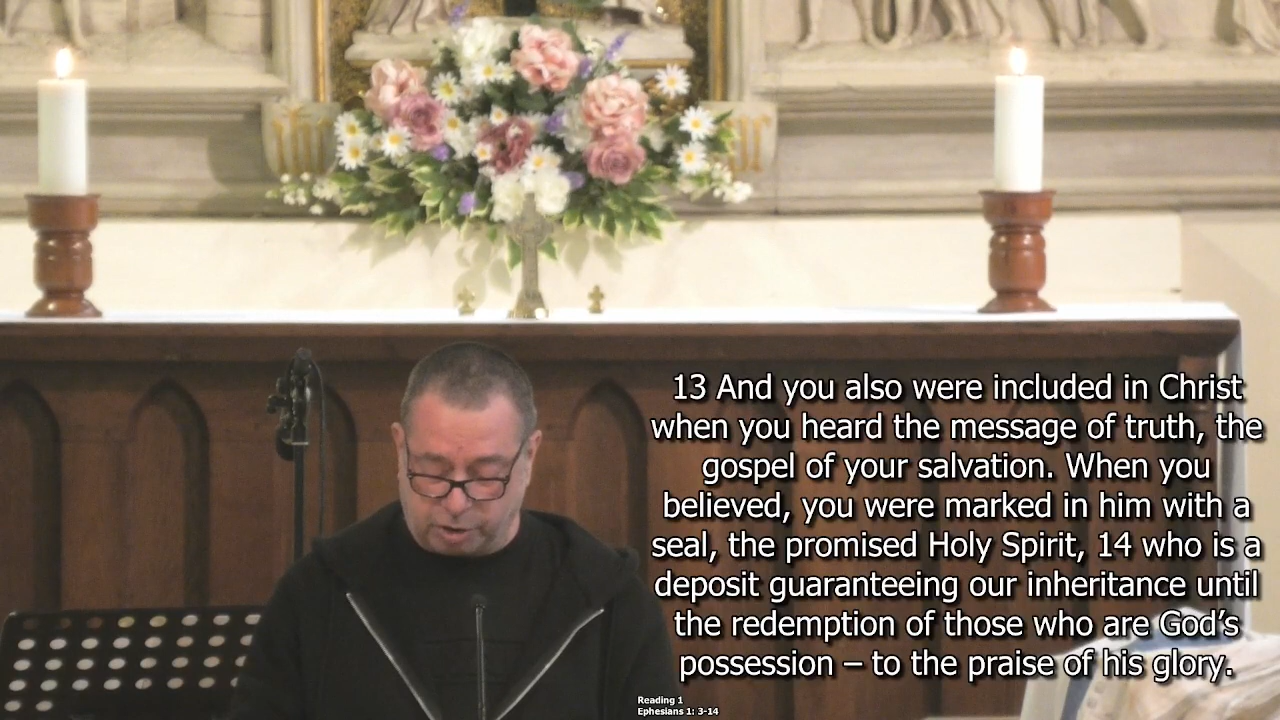 13 And you also were included in Christ
when you heard the message of truth, the
gospel of your salvation. When you
believed, you were marked in him with a
seal, the promised Holy Spirit, 14 who is a
deposit guaranteeing our inheritance until
the redemption of those who are God’s
possession – to the praise of his glory.
Reading 1
Ephesians 1: 3-14